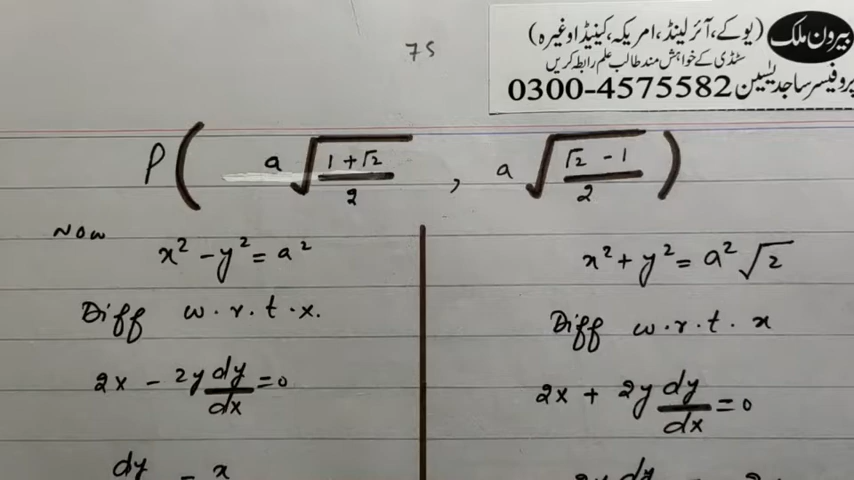 75
بیرون ملک (یوکے، آئرلینڈ، امریکہ، کینیڈا وغیرہ)
سٹڈی کے خواہش مند طالب علم رابطہ کریں
پروفیسر ساجد یٰسین 0300-4575582
P ( a√((1+√2)/2) , a√((√2 - 1)/2) )
Now
x² - y² = a²
Diff w.r.t.x.
2x - 2y dy/dx = 0
dy = x
x² + y² = a²√2
Diff w.r.t. x
2x + 2y dy/dx = 0